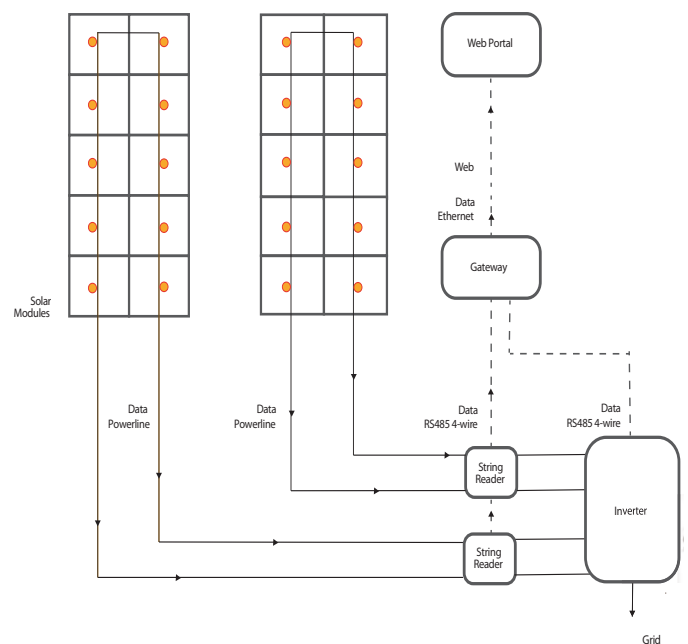 Web Portal
Web
Data
Ethernet
Gateway
Solar
Modules
Data
Powerline
Data
Powerline
Data
RS485 4-wire
Data
RS485 4-wire
String
Reader
Inverter
String
Reader
Grid